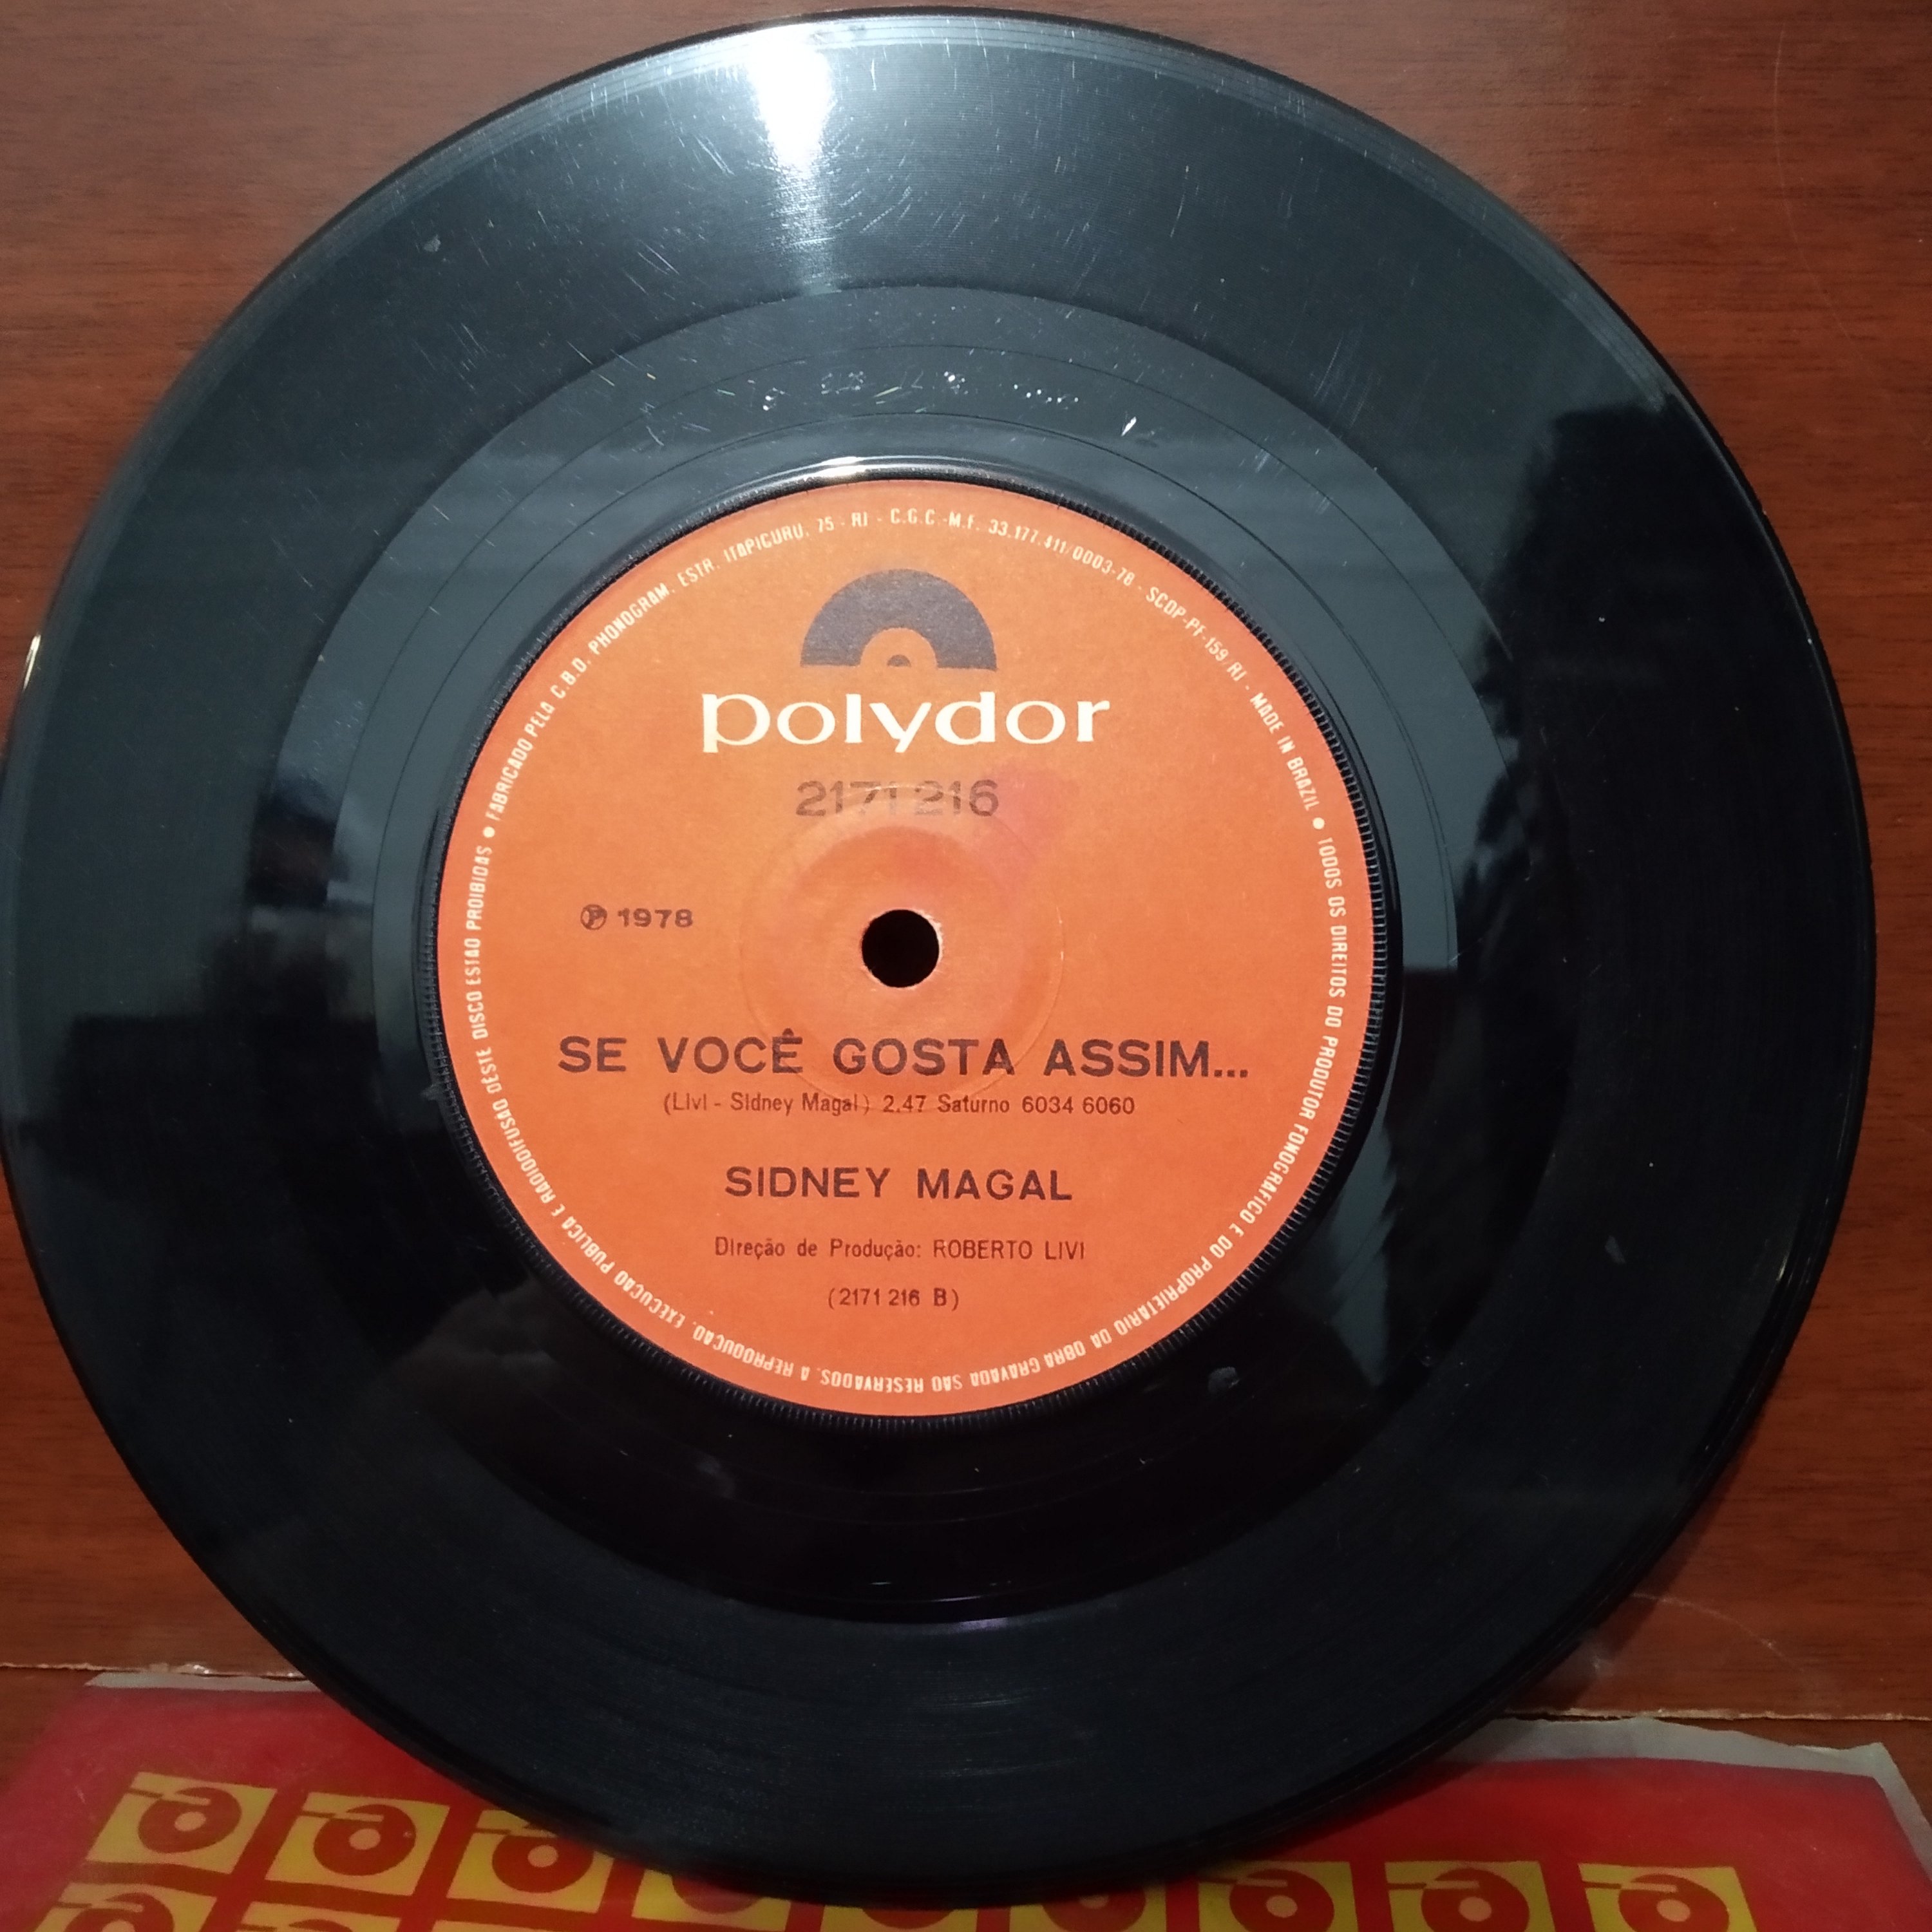 polydor
2171 216
Ⓟ 1978
SE VOCÊ GOSTA ASSIM...
(Livi - Sidney Magal) 2.47 Saturno 6034 6060
SIDNEY MAGAL
Direção de Produção: ROBERTO LIVI
(2171 216 B)
● FABRICADO PELA C.B.D. PHONOGRAM. ESTR. ITAPICURU, 75 - RJ - C.G.C.-M.F. 33.177.411/0003-78 - SCDP-PF-159/RJ - MADE IN BRAZIL ● TODOS OS DIREITOS DO PRODUTOR FONOGRAFICO E DO PROPRIETARIO DA OBRA GRAVADA SÃO RESERVADOS. A REPRODUÇÃO, EXECUÇÃO PUBLICA E RADIODIFUSÃO DESTE DISCO ESTÃO PROIBIDAS